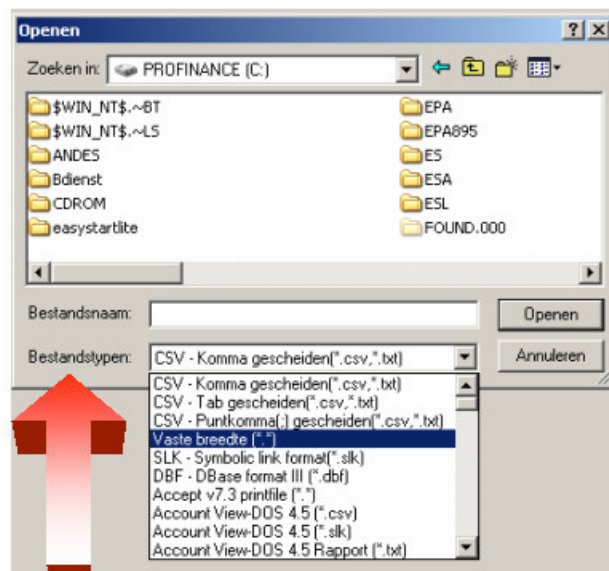 Openen
Zoeken in: PROFINANCE (C:)
$WIN_NT$.~BT
$WIN_NT$.~LS
ANDES
Bdienst
CDROM
easystartlite
EPA
EPA895
ES
ESA
ESL
FOUND.000
Bestandsnaam:
Openen
Bestandstypen: CSV - Komma gescheiden(*.csv,*.txt)
Annuleren
CSV - Komma gescheiden(*.csv,*.txt)
CSV - Tab gescheiden(*.csv,*.txt)
CSV - Puntkomma(;) gescheiden(*.csv,*.txt)
Vaste breedte (*.*)
SLK - Symbolic link format(*.slk)
DBF - DBase format III (*.dbf)
Accept v7.3 printfile (*.*)
Account View-DOS 4.5 (*.csv)
Account View-DOS 4.5 (*.slk)
Account View-DOS 4.5 Rapport (*.txt)